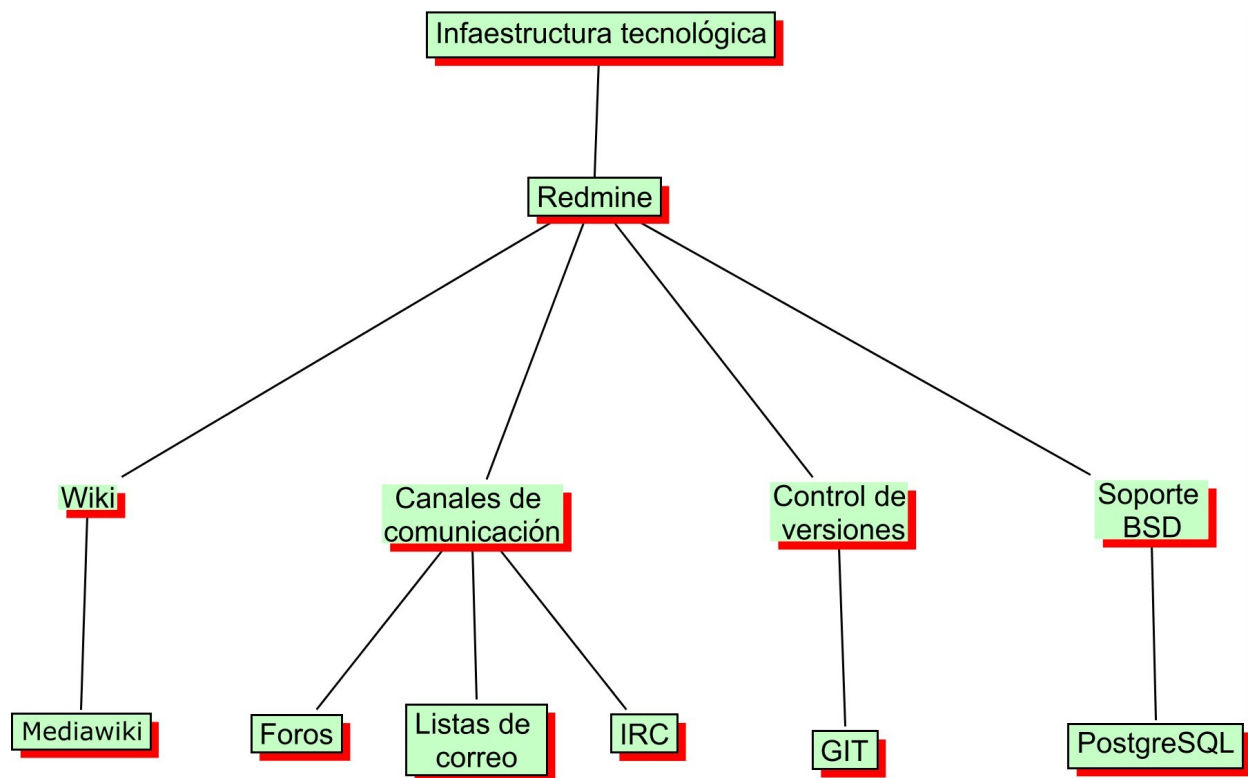 Infaestructura tecnológica
Redmine
Wiki
Canales de
comunicación
Control de
versiones
Soporte
BSD
Mediawiki
Foros
Listas de
correo
IRC
GIT
PostgreSQL